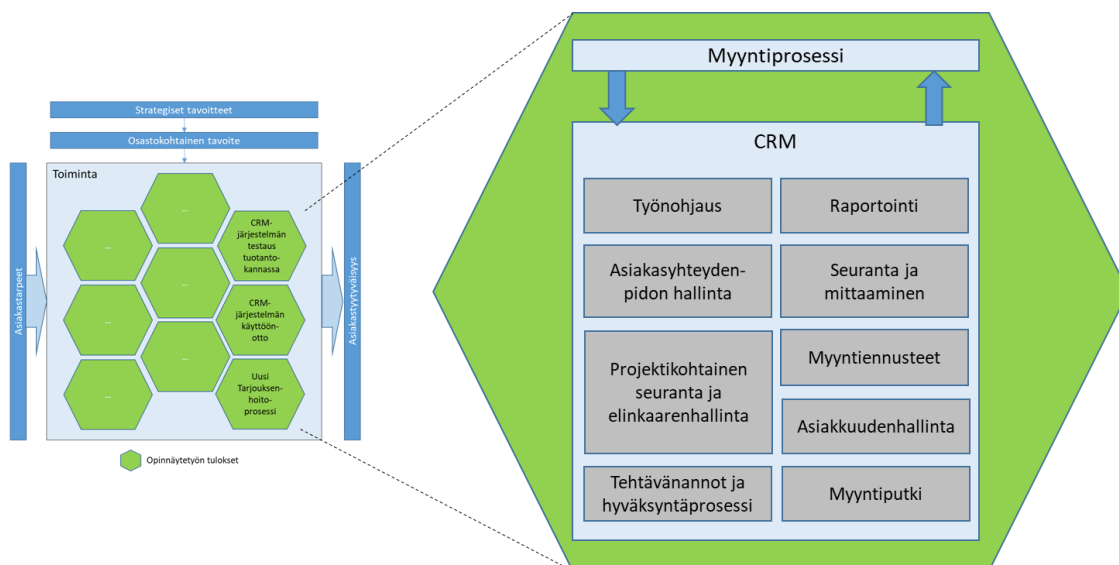 Strategiset tavoitteet
Osastokohtainen tavoite
Asiakastarpeet
Toiminta
...
...
CRM-
järjestelmän
testaus
tuotanto-
kannassa
...
...
CRM-
järjestelmän
käyttöön-
otto
...
...
Uusi
Tarjouksen-
hoito-
prosessi
Asiakastyytyväisyys
Opinnäytetyön tulokset
Myyntiprosessi
CRM
Työnohjaus
Raportointi
Asiakasyhteyden-
pidon hallinta
Seuranta ja
mittaaminen
Projektikohtainen
seuranta ja
elinkaarenhallinta
Myyntiennusteet
Asiakkuudenhallinta
Tehtävänannot ja
hyväksyntäprosessi
Myyntiputki